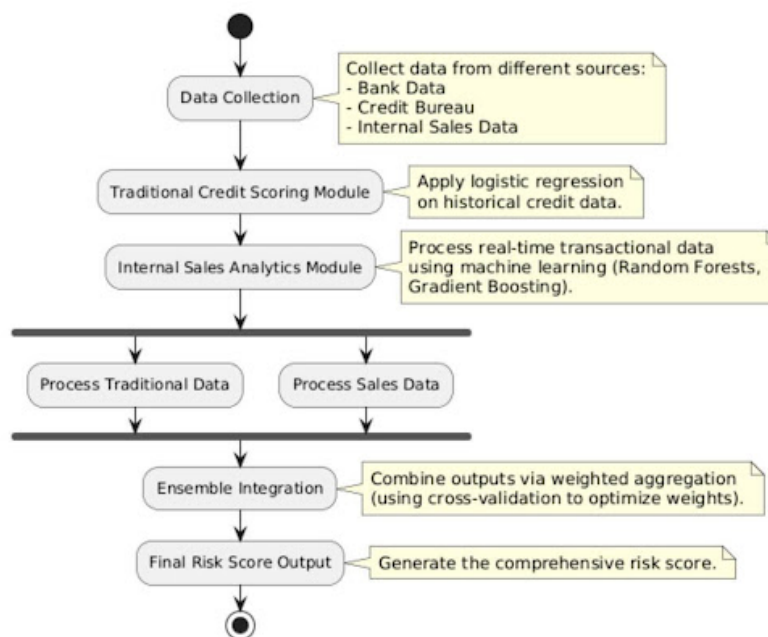 Data Collection
Collect data from different sources:
- Bank Data
- Credit Bureau
- Internal Sales Data
Traditional Credit Scoring Module
Apply logistic regression
on historical credit data.
Internal Sales Analytics Module
Process real-time transactional data
using machine learning (Random Forests,
Gradient Boosting).
Process Traditional Data
Process Sales Data
Ensemble Integration
Combine outputs via weighted aggregation
(using cross-validation to optimize weights).
Final Risk Score Output
Generate the comprehensive risk score.